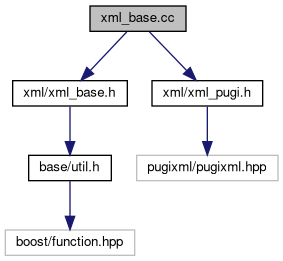 xml_base.cc
xml/xml_base.h
xml/xml_pugi.h
base/util.h
pugixml/pugixml.hpp
boost/function.hpp